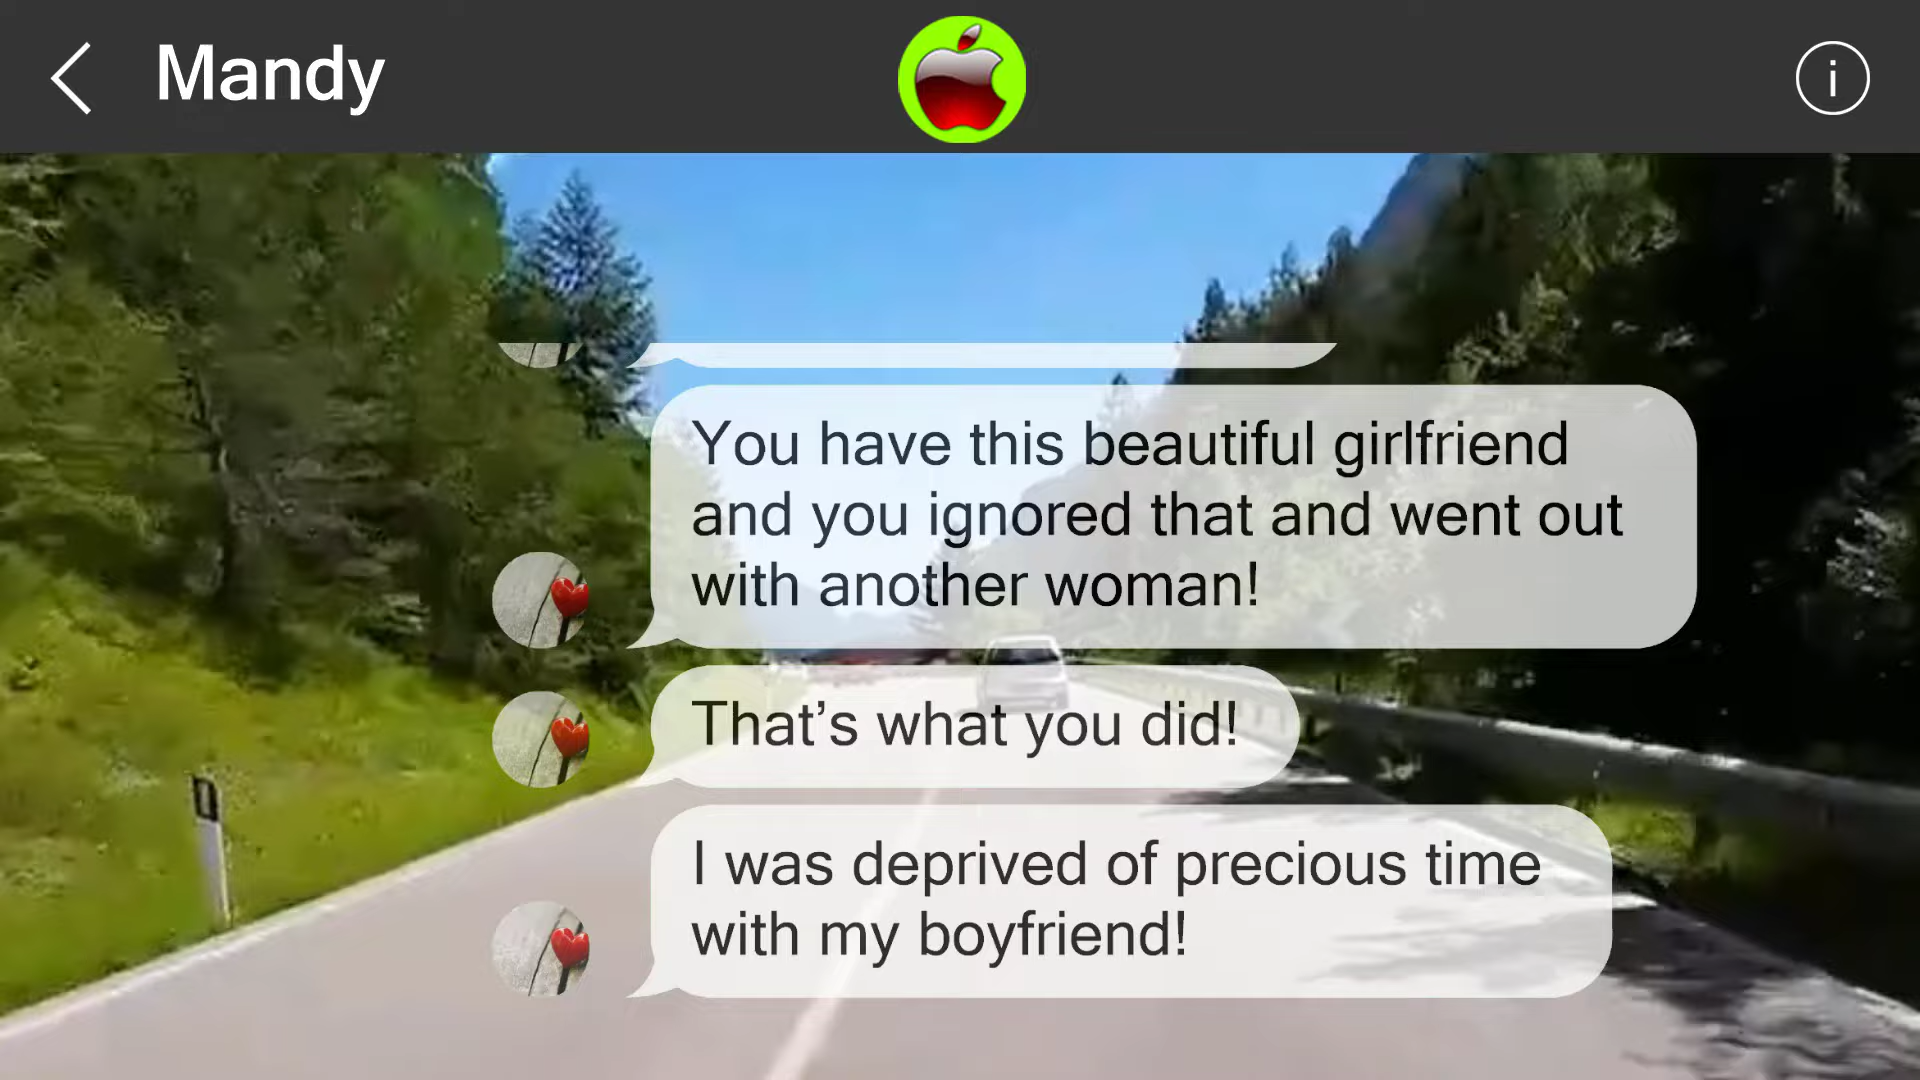 Mandy
You have this beautiful girlfriend
and you ignored that and went out
with another woman!
That’s what you did!
I was deprived of precious time
with my boyfriend!